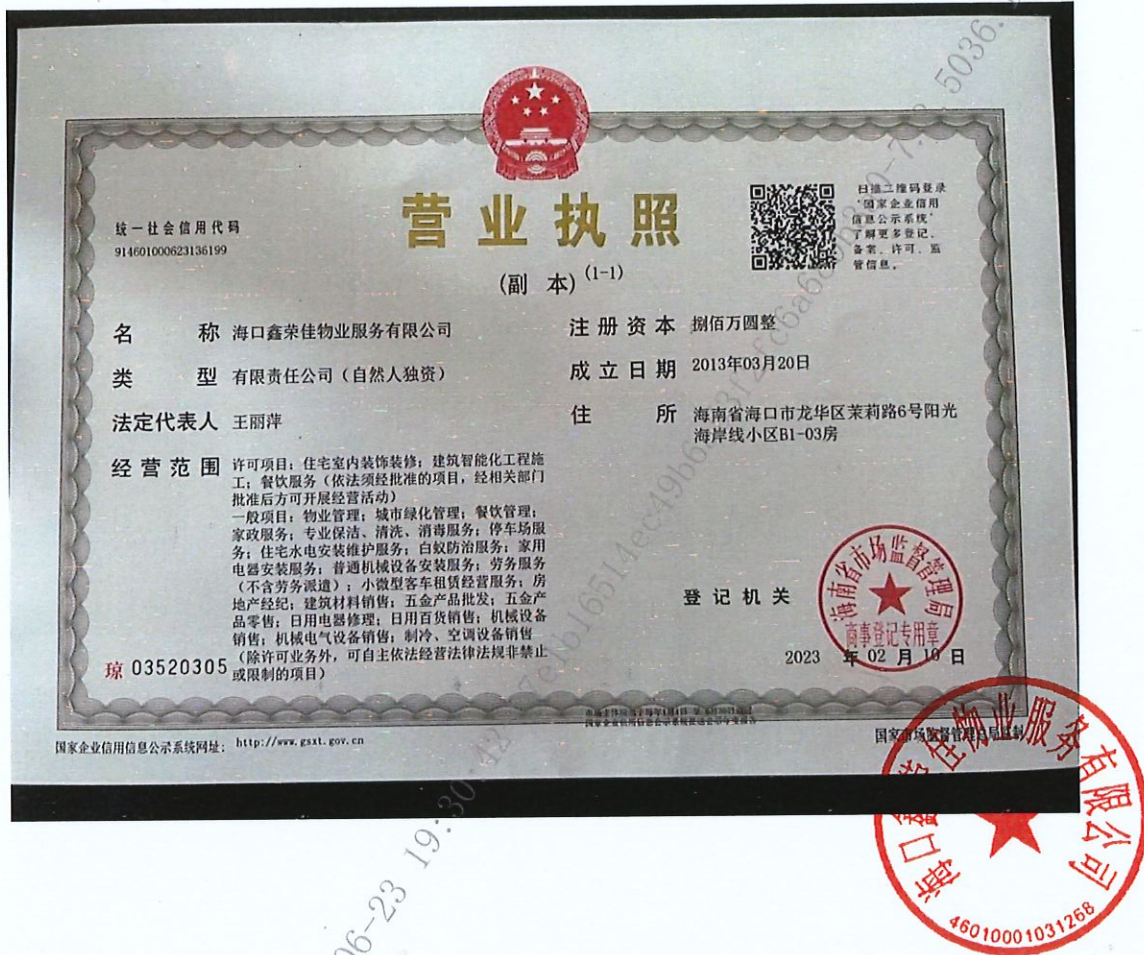 营业执照
(副 本) (1-1)
统一社会信用代码
914601000623136199
扫描二维码登录
‘国家企业信用
信息公示系统’
了解更多登记、
备案、许可、监
管信息。
名 称 海口鑫荣佳物业服务有限公司
类 型 有限责任公司（自然人独资）
法定代表人 王丽萍
经营范围 许可项目：住宅室内装饰装修；建筑智能化工程施
工；餐饮服务（依法须经批准的项目，经相关部门
批准后方可开展经营活动）
一般项目：物业管理；城市绿化管理；餐饮管理；
家政服务；专业保洁、清洗、消毒服务；停车场服
务；住宅水电安装维护服务；白蚁防治服务；家用
电器安装服务；普通机械设备安装服务；劳务服务
（不含劳务派遣）；小微型客车租赁经营服务；房
地产经纪；建筑材料销售；五金产品批发；五金产
品零售；日用电器修理；日用百货销售；机械设备
销售；机械电气设备销售；制冷、空调设备销售
（除许可业务外，可自主依法经营法律法规非禁止
或限制的项目）
注册资本 捌佰万圆整
成立日期 2013年03月20日
住 所 海南省海口市龙华区茉莉路6号阳光
海岸线小区B1-03房
登记机关
海南省市场监督管理局
商事登记专用章
2023 年 02 月 16 日
琼 03520305
国家企业信用信息公示系统网址： http://www.gsxt.gov.cn
国家市场监督管理总局监制
海口鑫荣佳物业服务有限公司
46010001031268
06-23 19:30:42